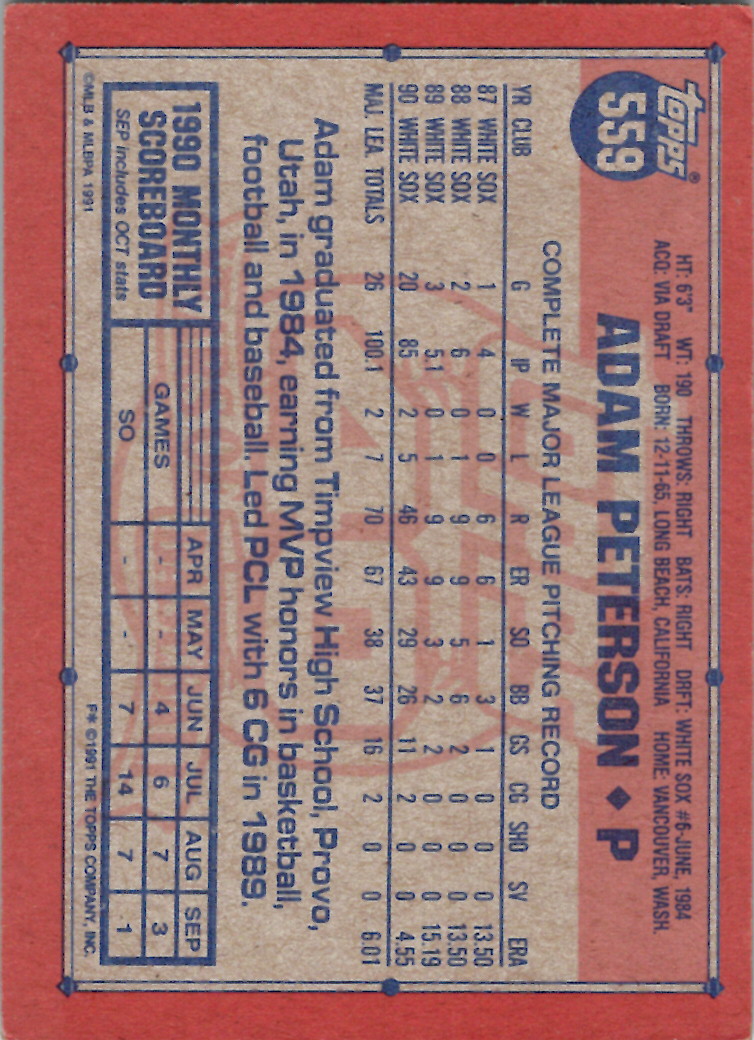 Topps®
559
HT: 6'3" WT: 190 THROWS: RIGHT BATS: RIGHT DRFT: WHITE SOX #6-JUNE, 1984
ACQ: VIA DRAFT BORN: 12-11-65, LONG BEACH, CALIFORNIA HOME: VANCOUVER, WASH.
ADAM PETERSON ♦ P
COMPLETE MAJOR LEAGUE PITCHING RECORD
YR CLUB G IP W L R ER SO BB GS CG SHO SV ERA
87 WHITE SOX 1 4 0 0 6 6 1 3 1 0 0 0 13.50
88 WHITE SOX 2 6 0 1 9 9 5 6 2 0 0 0 13.50
89 WHITE SOX 3 5.1 0 1 9 9 3 2 2 0 0 0 15.19
90 WHITE SOX 20 85 2 5 46 43 29 26 11 2 0 0 4.55
MAJ. LEA. TOTALS 26 100.1 2 7 70 67 38 37 16 2 0 0 6.01
Adam graduated from Timpview High School, Provo,
Utah, in 1984, earning MVP honors in basketball,
football and baseball. Led PCL with 6 CG in 1989.
1990 MONTHLY
SCOREBOARD
SEP includes OCT stats
APR MAY JUN JUL AUG SEP
GAMES - - 4 6 7 3
SO - - 7 14 7 1
©MLB & MLBPA 1991
F* ©1991 THE TOPPS COMPANY, INC.